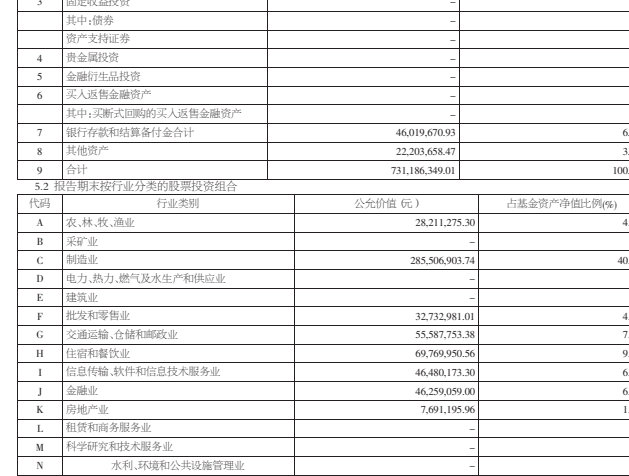 3 固定收益投资 –
其中:债券 –
资产支持证券 –
4 贵金属投资 –
5 金融衍生品投资 –
6 买入返售金融资产 –
其中:买断式回购的买入返售金融资产 –
7 银行存款和结算备付金合计 46,019,670.93 6.
8 其他资产 22,203,658.47 3.
9 合计 731,186,349.01 100.
5.2 报告期末按行业分类的股票投资组合
代码 行业类别 公允价值(元) 占基金资产净值比例(%)
A 农、林、牧、渔业 28,211,275.30 4.
B 采矿业 –
C 制造业 285,506,903.74 40.
D 电力、热力、燃气及水生产和供应业 –
E 建筑业 –
F 批发和零售业 32,732,981.01 4.
G 交通运输、仓储和邮政业 55,587,753.38 7.
H 住宿和餐饮业 69,769,950.56 9.
I 信息传输、软件和信息技术服务业 46,480,173.30 6.
J 金融业 46,259,059.00 6.
K 房地产业 7,691,195.96 1.
L 租赁和商务服务业 –
M 科学研究和技术服务业 –
N 水利、环境和公共设施管理业 –